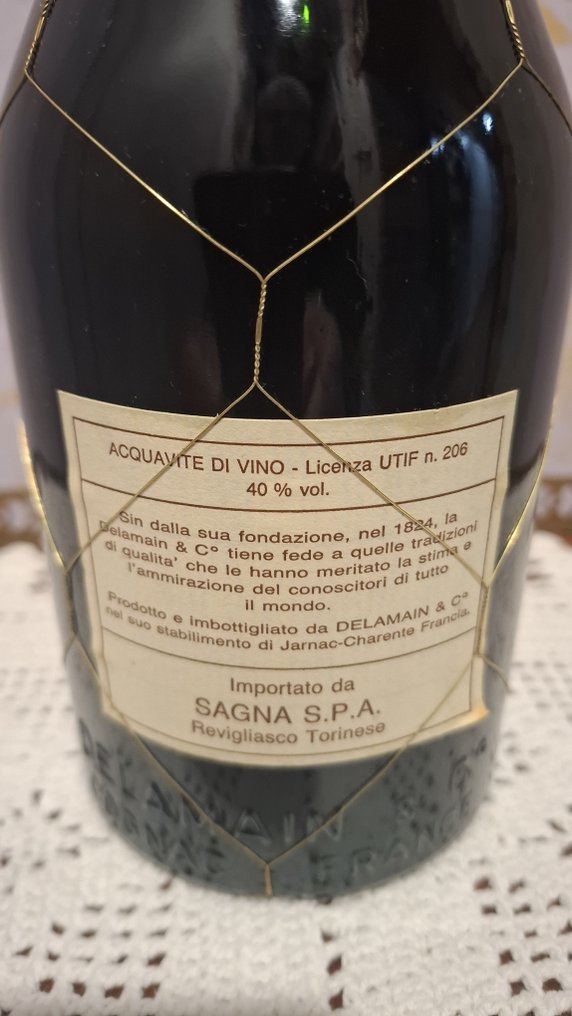 ACQUAVITE DI VINO - Licenza UTIF n. 206
40 % vol.
Sin dalla sua fondazione, nel 1824, la
Delamain & C° tiene fede a quelle tradizioni
di qualita' che le hanno meritato la stima e
l'ammirazione del conoscitori di tutto
il mondo.
Prodotto e imbottigliato da DELAMAIN & C°
nel suo stabilimento di Jarnac-Charente Francia.
Importato da
SAGNA S.P.A.
Revigliasco Torinese
DELAMAIN & C°
COGNAC FRANCE